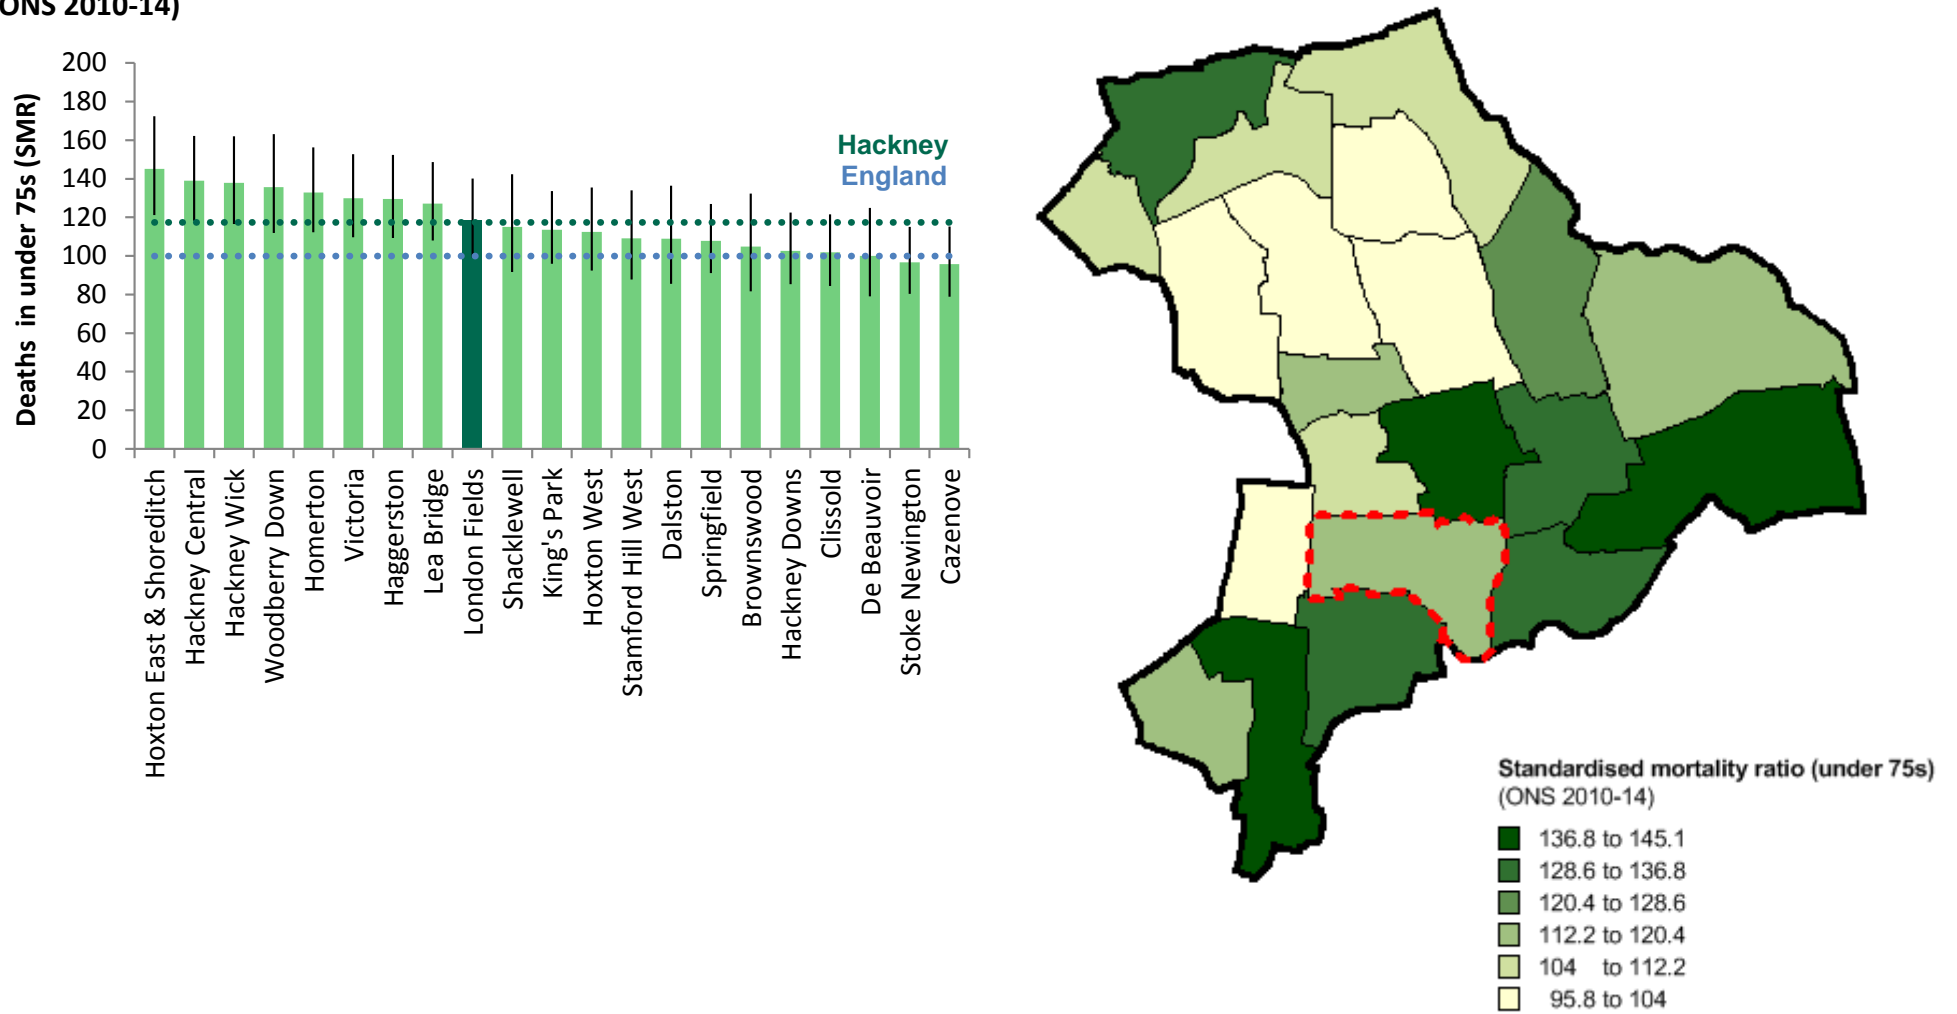 ONS 2010-14)
Deaths in under 75s (SMR)
200
180
160
140
120
100
80
60
40
20
0
Hackney
England
Hoxton East & Shoreditch
Hackney Central
Hackney Wick
Woodberry Down
Homerton
Victoria
Haggerston
Lea Bridge
London Fields
Shacklewell
King's Park
Hoxton West
Stamford Hill West
Dalston
Springfield
Brownswood
Hackney Downs
Clissold
De Beauvoir
Stoke Newington
Cazenove
Standardised mortality ratio (under 75s)
(ONS 2010-14)
136.8 to 145.1
128.6 to 136.8
120.4 to 128.6
112.2 to 120.4
104 to 112.2
95.8 to 104